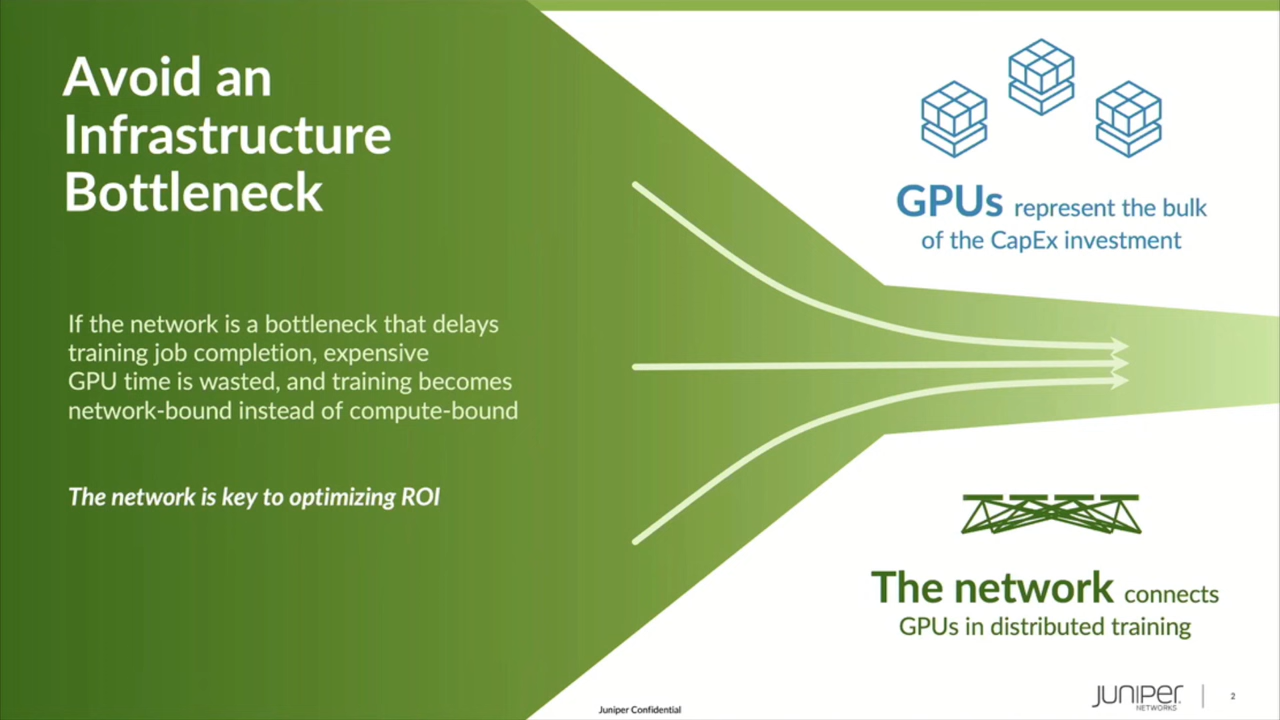 Avoid an
Infrastructure
Bottleneck
If the network is a bottleneck that delays
training job completion, expensive
GPU time is wasted, and training becomes
network-bound instead of compute-bound
The network is key to optimizing ROI
GPUs represent the bulk
of the CapEx investment
The network connects
GPUs in distributed training
Juniper Confidential
JUNIPER
NETWORKS
2